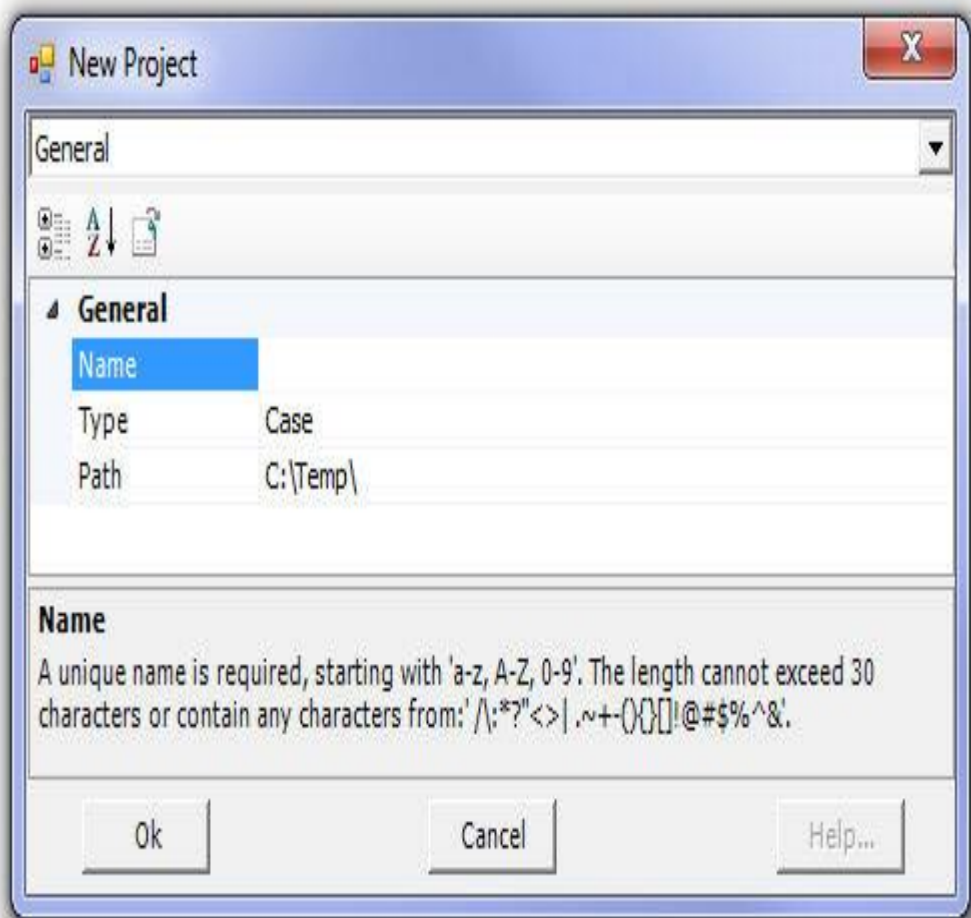 New Project
X
General
A
Z
General
Name
Type Case
Path C:\Temp\
Name
A unique name is required, starting with 'a-z, A-Z, 0-9'. The length cannot exceed 30
characters or contain any characters from:' /\:*?"<>| .~+-(){}[]!@#$%^&'.
Ok Cancel Help...